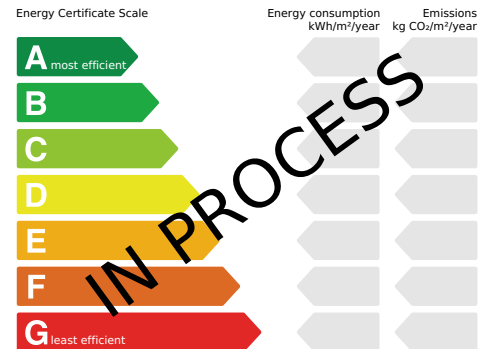 Energy Certificate Scale
Energy consumption
kWh/m²/year
Emissions
kg CO₂/m²/year
A most efficient
B
C
D
E
F
G least efficient
IN PROCESS